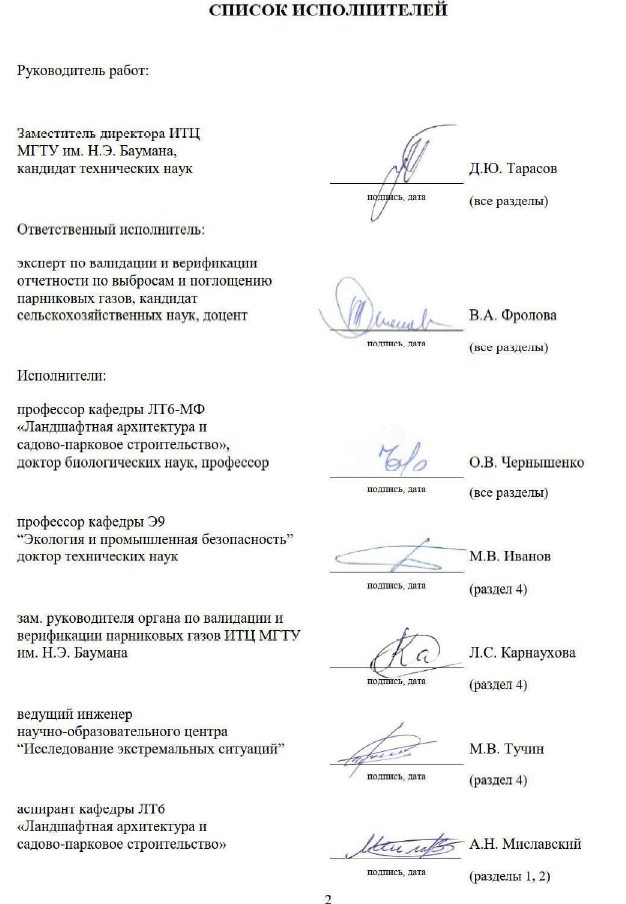 СПИСОК ИСПОЛНИТЕЛЕЙ
Руководитель работ:
Заместитель директора ИТЦ
МГТУ им. Н.Э. Баумана,
кандидат технических наук
Д.Ю. Тарасов
подпись, дата
(все разделы)
Ответственный исполнитель:
эксперт по валидации и верификации
отчетности по выбросам и поглощению
парниковых газов, кандидат
сельскохозяйственных наук, доцент
В.А. Фролова
подпись, дата
(все разделы)
Исполнители:
профессор кафедры ЛТ6-МФ
«Ландшафтная архитектура и
садово-парковое строительство»,
доктор биологических наук, профессор
О.В. Чернышенко
подпись, дата
(все разделы)
профессор кафедры Э9
“Экология и промышленная безопасность”
доктор технических наук
М.В. Иванов
подпись, дата
(раздел 4)
зам. руководителя органа по валидации и
верификации парниковых газов ИТЦ МГТУ
им. Н.Э. Баумана
Л.С. Карнаухова
подпись, дата
(раздел 4)
ведущий инженер
научно-образовательного центра
“Исследование экстремальных ситуаций”
М.В. Тучин
подпись, дата
(раздел 4)
аспирант кафедры ЛТ6
«Ландшафтная архитектура и
садово-парковое строительство»
А.Н. Миславский
подпись, дата
(разделы 1, 2)
2